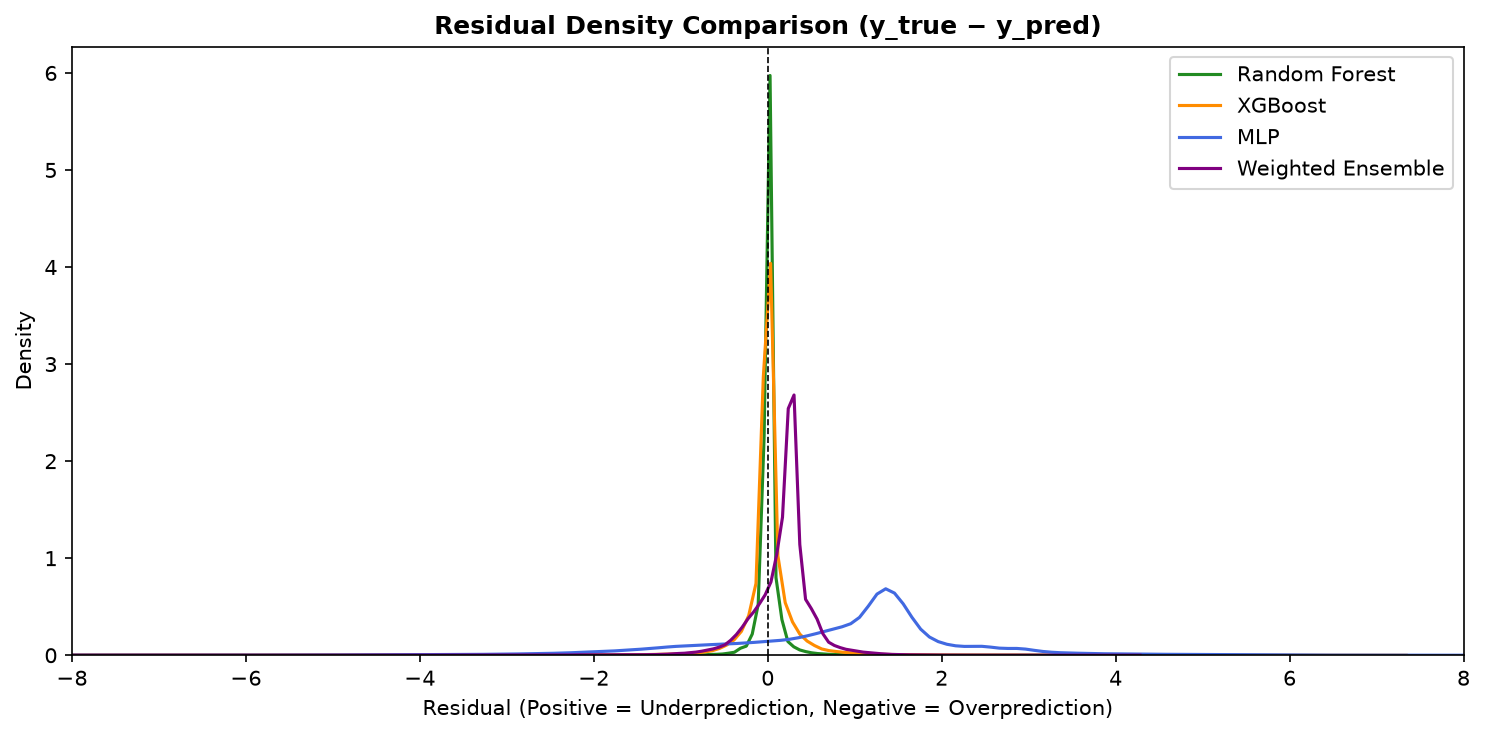 Residual Density Comparison (y_true − y_pred)
Random Forest
XGBoost
MLP
Weighted Ensemble
Density
6
5
4
3
2
1
0
−8
−6
−4
−2
0
2
4
6
8
Residual (Positive = Underprediction, Negative = Overprediction)